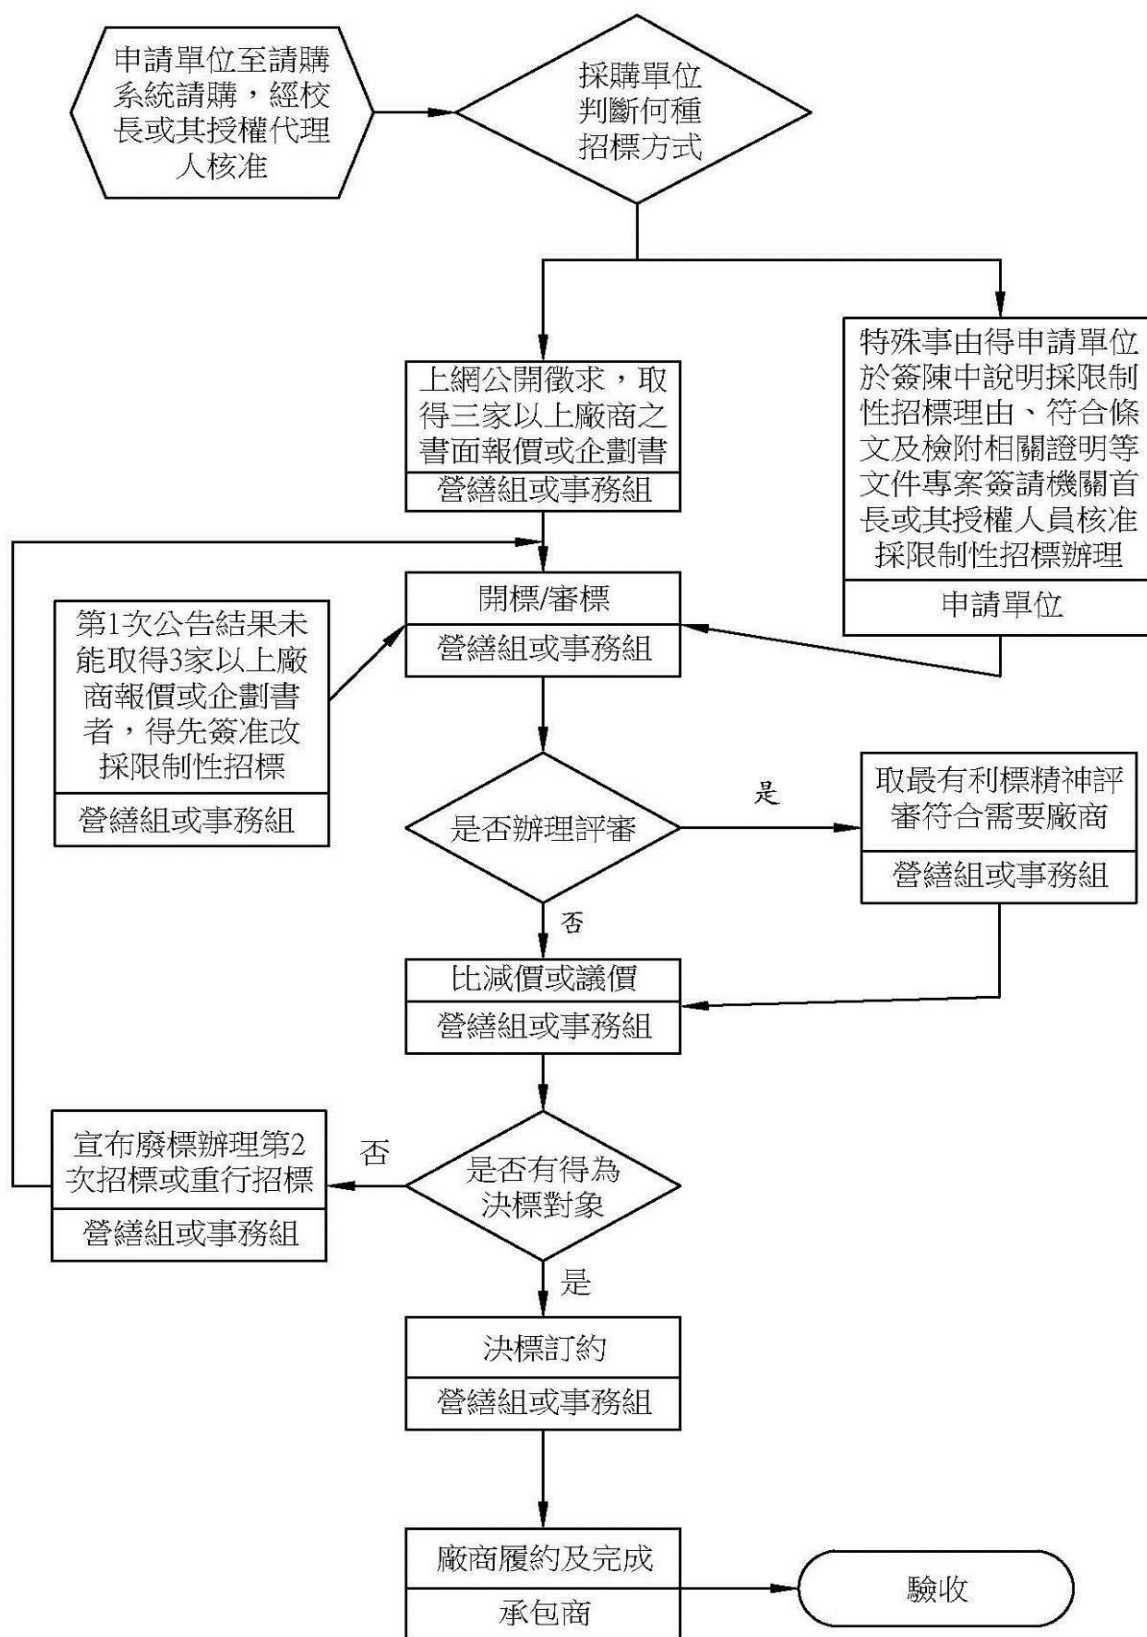 申請單位至請購
系統請購，經校
長或其授權代理
人核准
採購單位
判斷何種
招標方式
上網公開徵求，取
得三家以上廠商之
書面報價或企劃書
營繕組或事務組
特殊事由得申請單位
於簽陳中說明採限制
性招標理由、符合條
文及檢附相關證明等
文件專案簽請機關首
長或其授權人員核准
採限制性招標辦理
申請單位
開標/審標
營繕組或事務組
第1次公告結果未
能取得3家以上廠
商報價或企劃書
者，得先簽准改
採限制性招標
營繕組或事務組
是否辦理評審
是
取最有利標精神評
審符合需要廠商
營繕組或事務組
否
比減價或議價
營繕組或事務組
是否有得為
決標對象
否
宣布廢標辦理第2
次招標或重行招標
營繕組或事務組
是
決標訂約
營繕組或事務組
廠商履約及完成
承包商
驗收